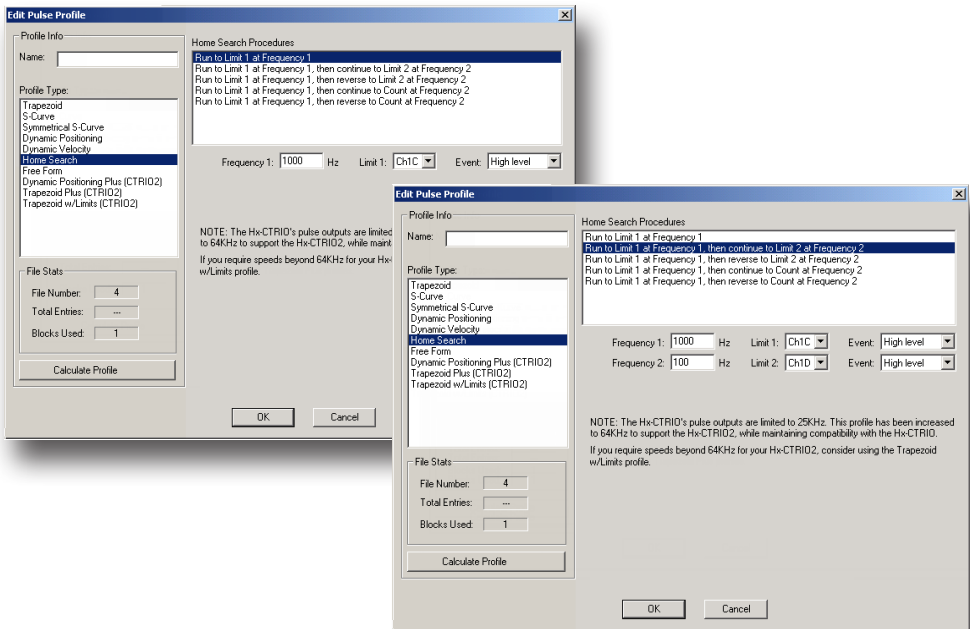 Edit Pulse Profile
Profile Info
Name:
Profile Type:
Trapezoid
S-Curve
Symmetrical S-Curve
Dynamic Positioning
Dynamic Velocity
Home Search
Free Form
Dynamic Positioning Plus (CTRIO2)
Trapezoid Plus (CTRIO2)
Trapezoid w/Limits (CTRIO2)
File Stats
File Number: 4
Total Entries: ---
Blocks Used: 1
Calculate Profile
Home Search Procedures
Run to Limit 1 at Frequency 1
Run to Limit 1 at Frequency 1, then continue to Limit 2 at Frequency 2
Run to Limit 1 at Frequency 1, then reverse to Limit 2 at Frequency 2
Run to Limit 1 at Frequency 1, then continue to Count at Frequency 2
Run to Limit 1 at Frequency 1, then reverse to Count at Frequency 2
Frequency 1: 1000 Hz Limit 1: Ch1C Event: High level
NOTE: The Hx-CTRIO's pulse outputs are limited
to 64KHz to support the Hx-CTRIO2, while maint
If you require speeds beyond 64KHz for your Hx-
w/Limits profile.
OK Cancel
Edit Pulse Profile
Profile Info
Name:
Profile Type:
Trapezoid
S-Curve
Symmetrical S-Curve
Dynamic Positioning
Dynamic Velocity
Home Search
Free Form
Dynamic Positioning Plus (CTRIO2)
Trapezoid Plus (CTRIO2)
Trapezoid w/Limits (CTRIO2)
File Stats
File Number: 4
Total Entries: ---
Blocks Used: 1
Calculate Profile
Home Search Procedures
Run to Limit 1 at Frequency 1
Run to Limit 1 at Frequency 1, then continue to Limit 2 at Frequency 2
Run to Limit 1 at Frequency 1, then reverse to Limit 2 at Frequency 2
Run to Limit 1 at Frequency 1, then continue to Count at Frequency 2
Run to Limit 1 at Frequency 1, then reverse to Count at Frequency 2
Frequency 1: 1000 Hz Limit 1: Ch1C Event: High level
Frequency 2: 100 Hz Limit 2: Ch1D Event: High level
NOTE: The Hx-CTRIO's pulse outputs are limited to 25KHz. This profile has been increased
to 64KHz to support the Hx-CTRIO2, while maintaining compatibility with the Hx-CTRIO.
If you require speeds beyond 64KHz for your Hx-CTRIO2, consider using the Trapezoid
w/Limits profile.
OK Cancel